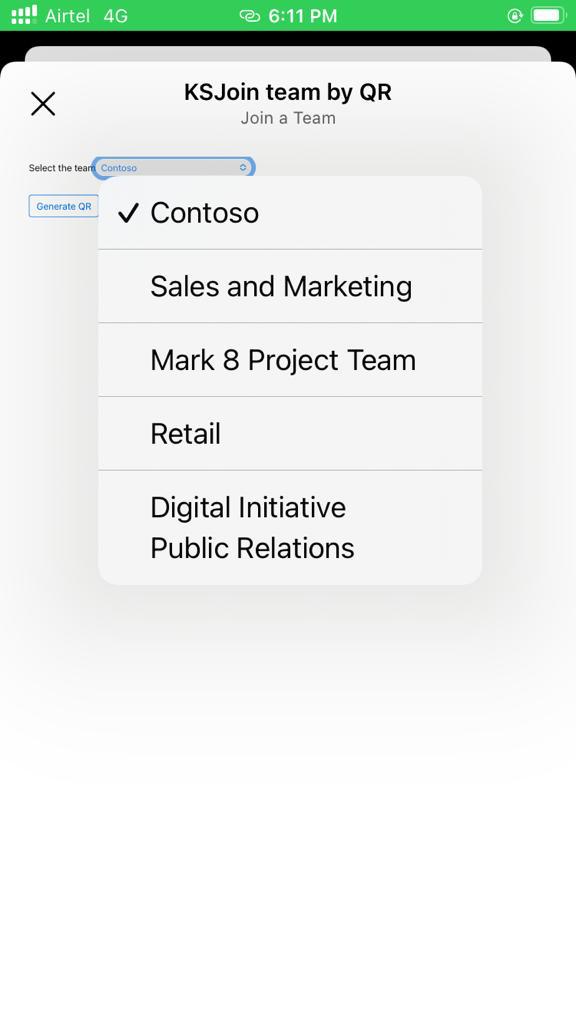 Airtel 4G 6:11 PM
KSJoin team by QR
Join a Team
Select the team Contoso
Generate QR
Contoso
Sales and Marketing
Mark 8 Project Team
Retail
Digital Initiative
Public Relations